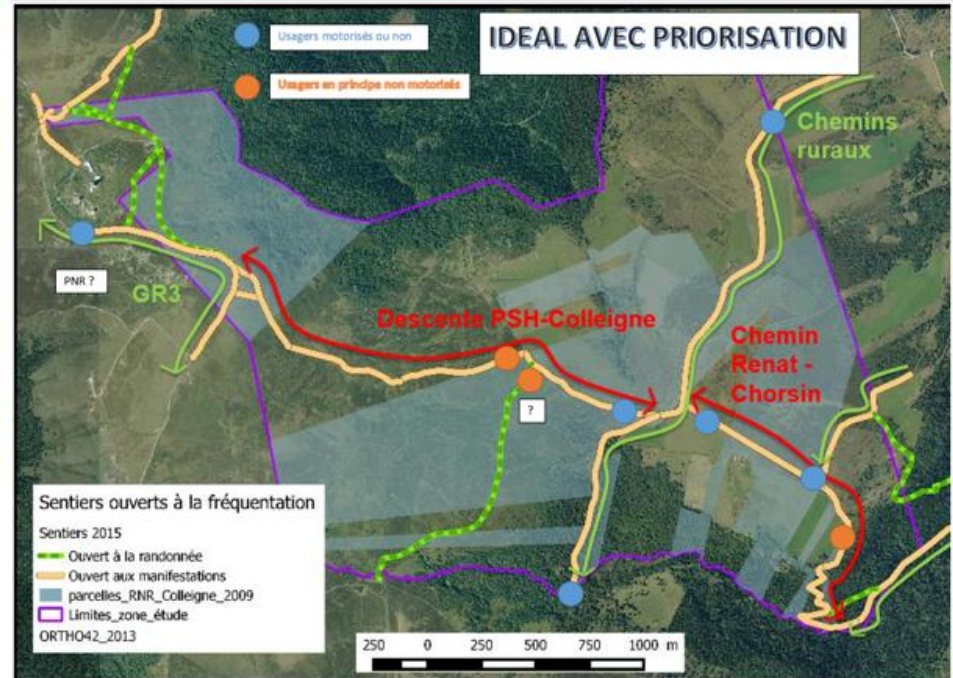 Usagers motorisés ou non
IDEAL AVEC PRIORISATION
Usagers en principe non motorisés
Chemins
ruraux
PNR ?
GR3
Descente PSH-Colleigne
Chemin
Renat -
Chorsin
?
Sentiers ouverts à la fréquentation
Sentiers 2015
Ouvert à la randonnée
Ouvert aux manifestations
parcelles_RNR_Colleigne_2009
Limites_zone_étude
ORTHO42_2013
250 0 250 500 750 1000 m